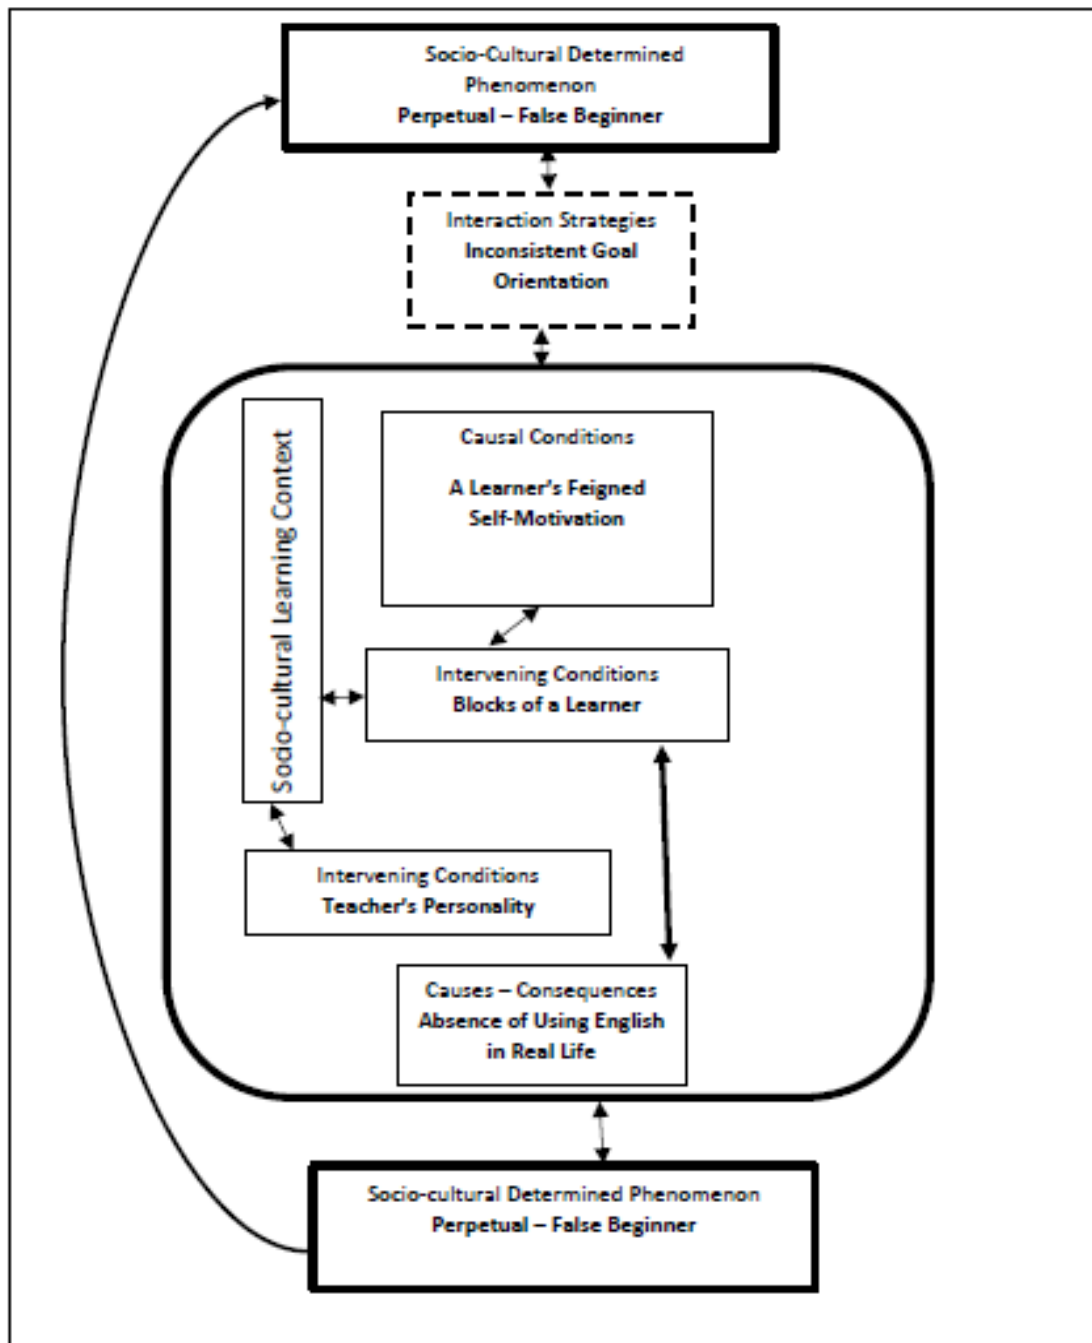 Socio-Cultural Determined
Phenomenon
Perpetual – False Beginner
Interaction Strategies
Inconsistent Goal
Orientation
Socio-cultural Learning Context
Causal Conditions
A Learner's Feigned
Self-Motivation
Intervening Conditions
Blocks of a Learner
Intervening Conditions
Teacher's Personality
Causes – Consequences
Absence of Using English
in Real Life
Socio-cultural Determined Phenomenon
Perpetual – False Beginner